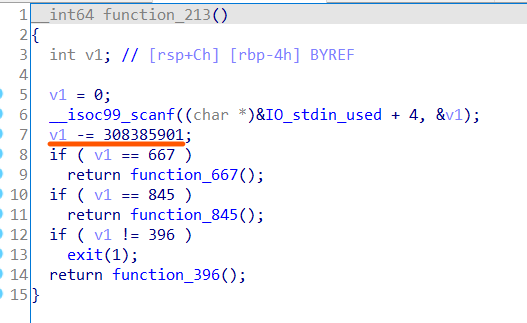 1 __int64 function_213()
2 {
3 int v1; // [rsp+Ch] [rbp-4h] BYREF
4
5 v1 = 0;
6 __isoc99_scanf((char *)&IO_stdin_used + 4, &v1);
7 v1 -= 308385901;
8 if ( v1 == 667 )
9 return function_667();
10 if ( v1 == 845 )
11 return function_845();
12 if ( v1 != 396 )
13 exit(1);
14 return function_396();
15 }